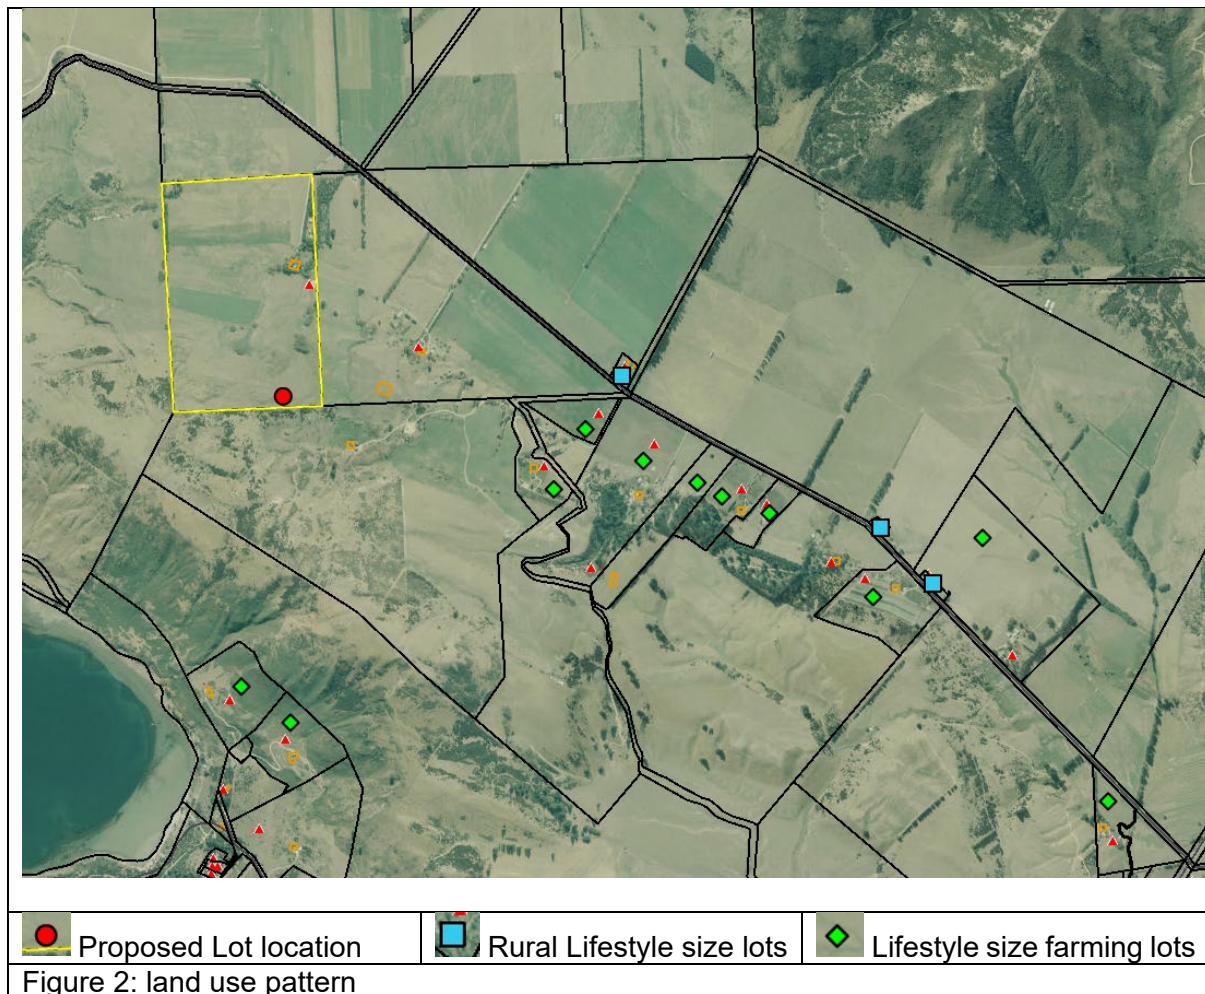 Proposed Lot location
Rural Lifestyle size lots
Lifestyle size farming lots
Figure 2: land use pattern